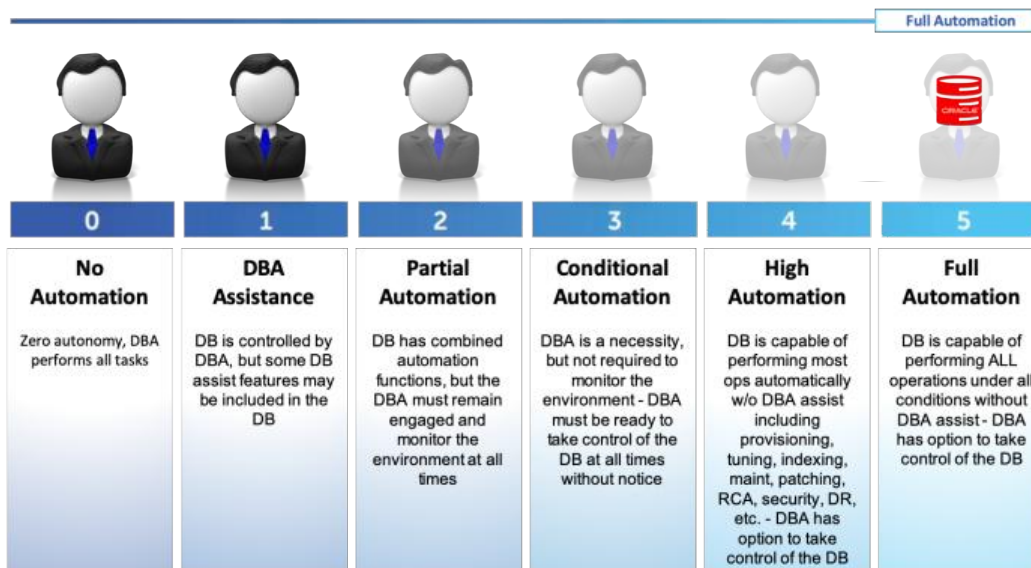 Full Automation
ORACLE
0
1
2
3
4
5
No
Automation
Zero autonomy, DBA
performs all tasks
DBA
Assistance
DB is controlled by
DBA, but some DB
assist features may
be included in the
DB
Partial
Automation
DB has combined
automation
functions, but the
DBA must remain
engaged and
monitor the
environment at all
times
Conditional
Automation
DBA is a necessity,
but not required to
monitor the
environment - DBA
must be ready to
take control of the
DB at all times
without notice
High
Automation
DB is capable of
performing most
ops automatically
w/o DBA assist
including
provisioning,
tuning, indexing,
maint, patching,
RCA, security, DR,
etc. - DBA has
option to take
control of the DB
Full
Automation
DB is capable of
performing ALL
operations under all
conditions without
DBA assist - DBA
has option to take
control of the DB